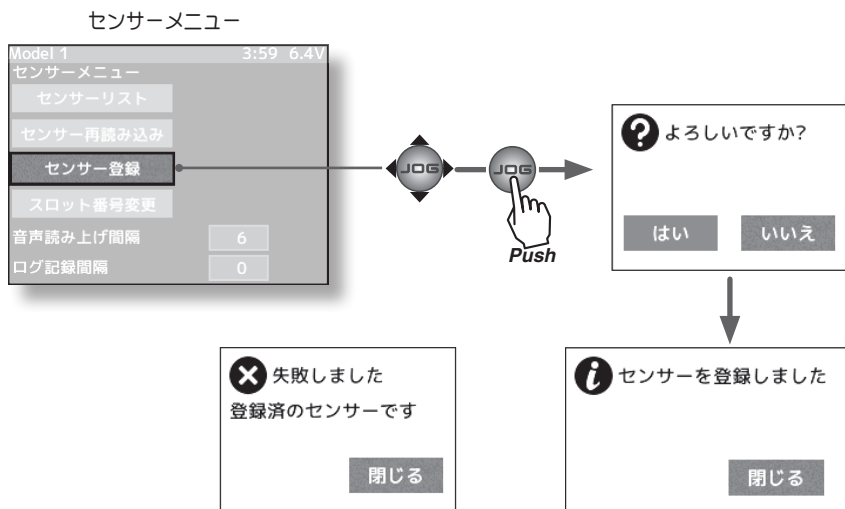 センサーメニュー
Model 1 3:59 6.4V
センサーメニュー
センサーリスト
センサー再読み込み
センサー登録
スロット番号変更
音声読み上げ間隔 6
ログ記録間隔 0
JOG
JOG
Push
よろしいですか?
はい いいえ
失敗しました
登録済のセンサーです
閉じる
センサーを登録しました
閉じる